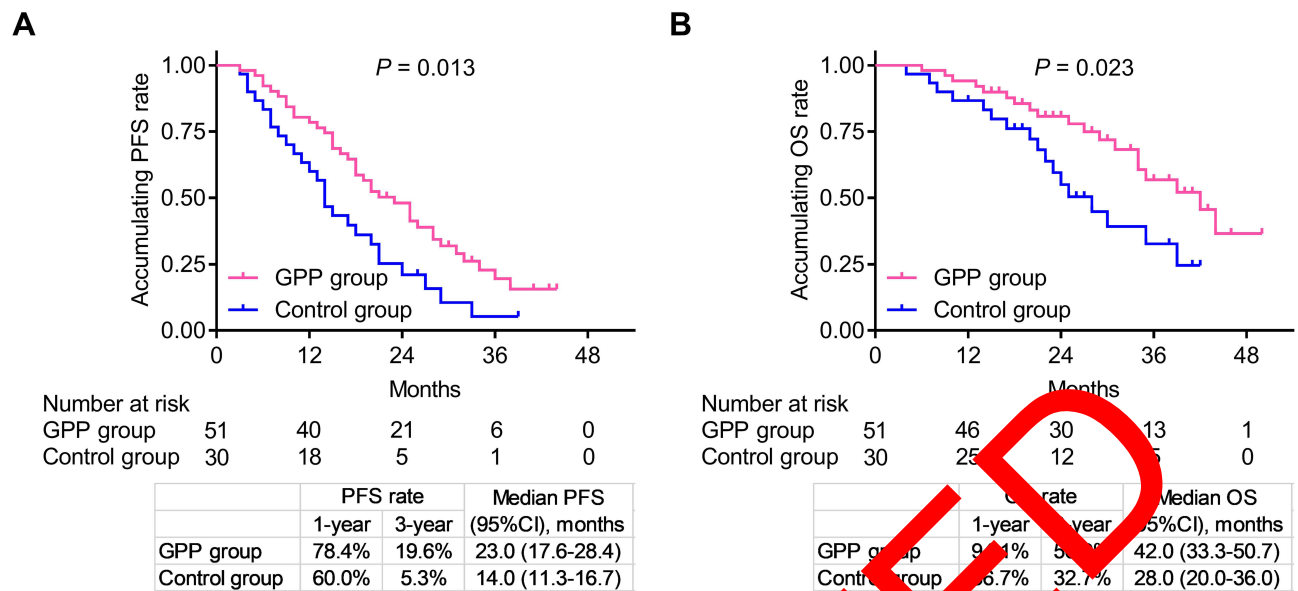 A
B
P = 0.013
P = 0.023
Accumulating PFS rate
1.00
0.75
0.50
0.25
0.00
GPP group
Control group
0 12 24 36 48
Months
Accumulating OS rate
1.00
0.75
0.50
0.25
0.00
GPP group
Control group
0 12 24 36 48
Months
Number at risk
GPP group 51 40 21 6 0
Control group 30 18 5 1 0
Number at risk
GPP group 51 46 30 13 1
Control group 30 25 12 0
PFS rate Median PFS
1-year 3-year (95%CI), months
GPP group 78.4% 19.6% 23.0 (17.6-28.4)
Control group 60.0% 5.3% 14.0 (11.3-16.7)
rate Median OS
1-year months
GPP group 42.0 (33.3-50.7)
Control group 32.7% 28.0 (20.0-36.0)